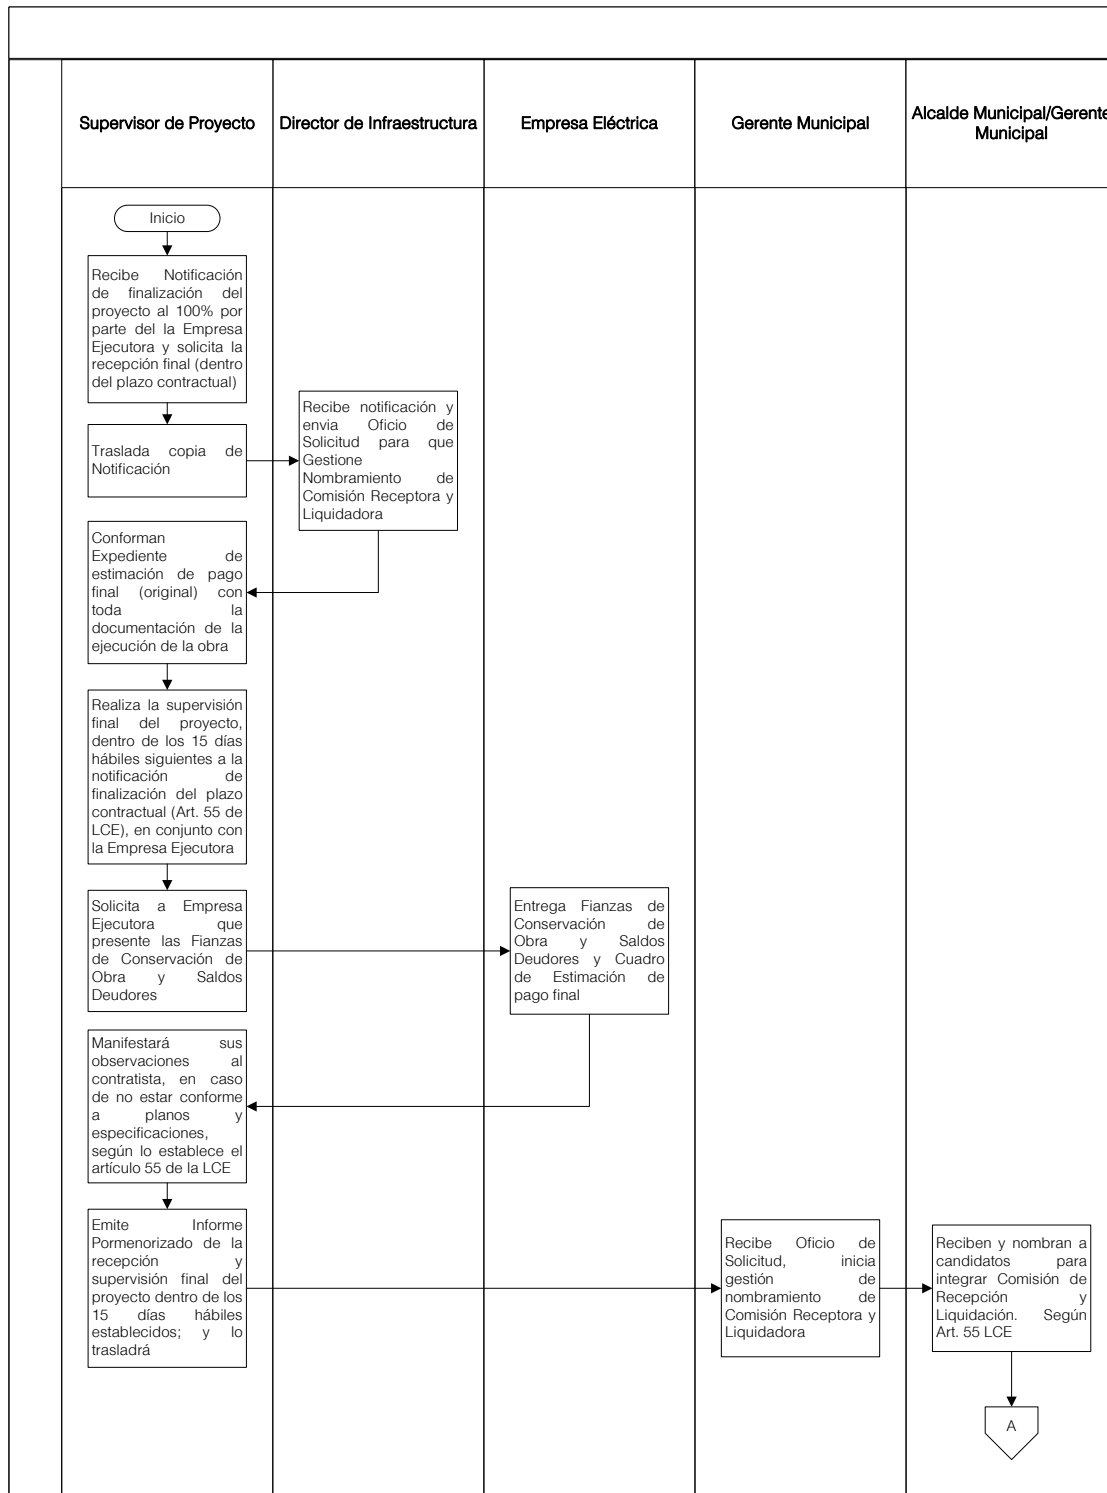 Supervisor de Proyecto
Director de Infraestructura
Empresa Eléctrica
Gerente Municipal
Alcalde Municipal/Gerente
Municipal
Inicio
Recibe Notificación
de finalización del
proyecto al 100% por
parte del la Empresa
Ejecutora y solicita la
recepción final (dentro
del plazo contractual)
Traslada copia de
Notificación
Recibe notificación y
envia Oficio de
Solicitud para que
Gestione
Nombramiento de
Comisión Receptora y
Liquidadora
Conforman
Expediente de
estimación de pago
final (original) con
toda la
documentación de la
ejecución de la obra
Realiza la supervisión
final del proyecto,
dentro de los 15 días
hábiles siguientes a la
notificación de
finalización del plazo
contractual (Art. 55 de
LCE), en conjunto con
la Empresa Ejecutora
Solicita a Empresa
Ejecutora que
presente las Fianzas
de Conservación de
Obra y Saldos
Deudores
Entrega Fianzas de
Conservación de
Obra y Saldos
Deudores y Cuadro
de Estimación de
pago final
Manifestará sus
observaciones al
contratista, en caso
de no estar conforme
a planos y
especificaciones,
según lo establece el
artículo 55 de la LCE
Emite Informe
Pormenorizado de la
recepción y
supervisión final del
proyecto dentro de los
15 días hábiles
establecidos; y lo
trasladrá
Recibe Oficio de
Solicitud, inicia
gestión de
nombramiento de
Comisión Receptora y
Liquidadora
Reciben y nombran a
candidatos para
integrar Comisión de
Recepción y
Liquidación. Según
Art. 55 LCE
A